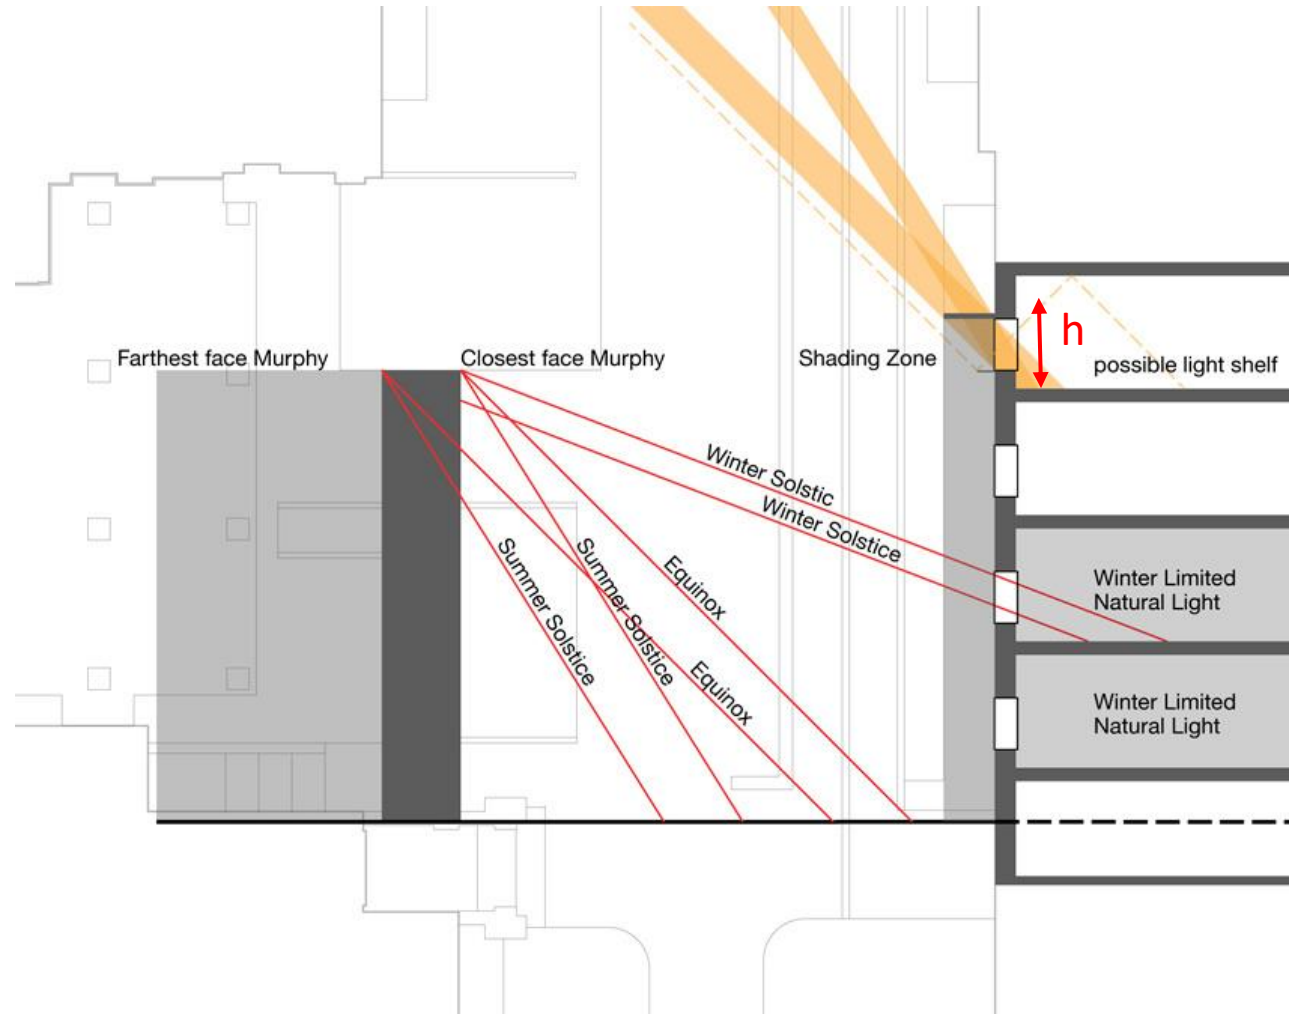 h
Farthest face Murphy
Closest face Murphy
Shading Zone
possible light shelf
Winter Solstic
Winter Solstice
Summer Solstice
Summer Solstice
Equinox
Equinox
Winter Limited
Natural Light
Winter Limited
Natural Light